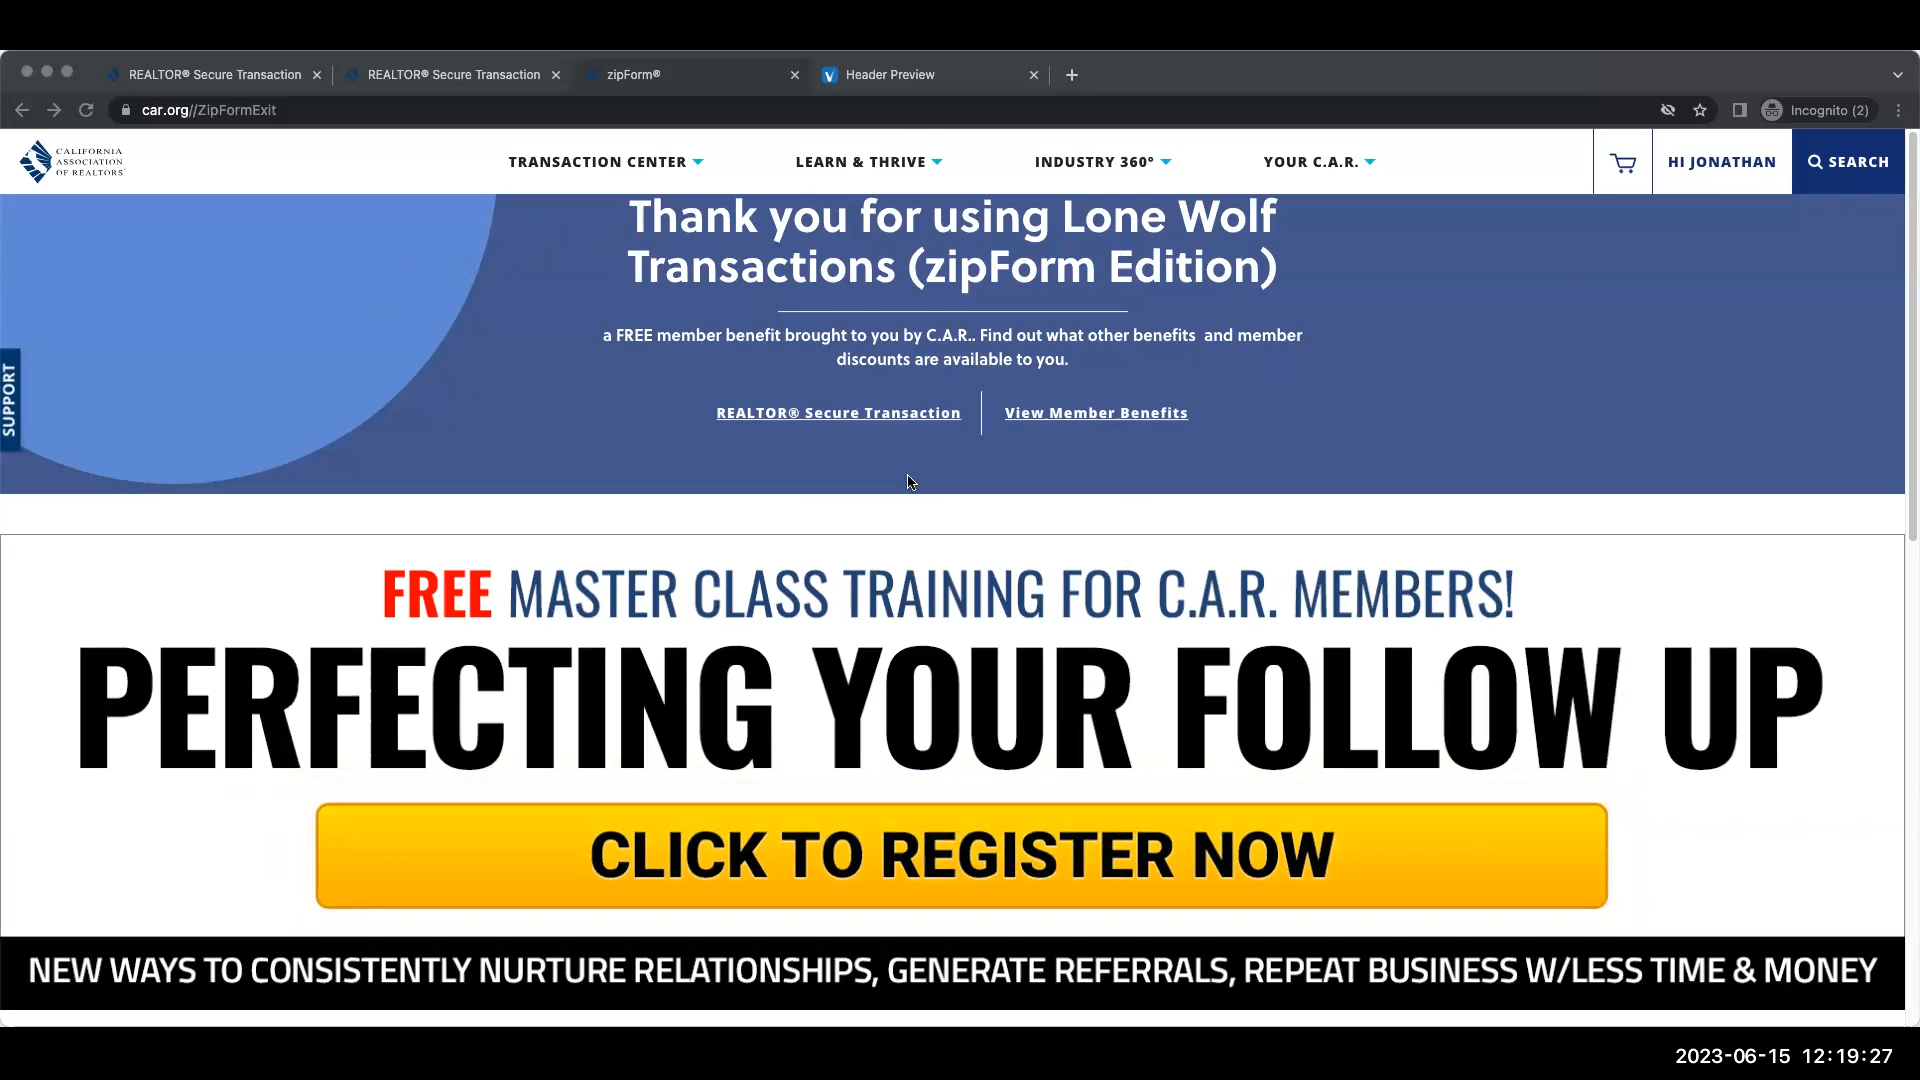 REALTOR® Secure Transaction
REALTOR® Secure Transaction
zipForm®
Header Preview
car.org//ZipFormExit
Incognito (2)
CALIFORNIA
ASSOCIATION
OF REALTORS®
TRANSACTION CENTER
LEARN & THRIVE
INDUSTRY 360°
YOUR C.A.R.
HI JONATHAN
SEARCH
Thank you for using Lone Wolf
Transactions (zipForm Edition)
a FREE member benefit brought to you by C.A.R.. Find out what other benefits and member
discounts are available to you.
REALTOR® Secure Transaction
View Member Benefits
SUPPORT
FREE MASTER CLASS TRAINING FOR C.A.R. MEMBERS!
PERFECTING YOUR FOLLOW UP
CLICK TO REGISTER NOW
NEW WAYS TO CONSISTENTLY NURTURE RELATIONSHIPS, GENERATE REFERRALS, REPEAT BUSINESS W/LESS TIME & MONEY
2023-06-15 12:19:27